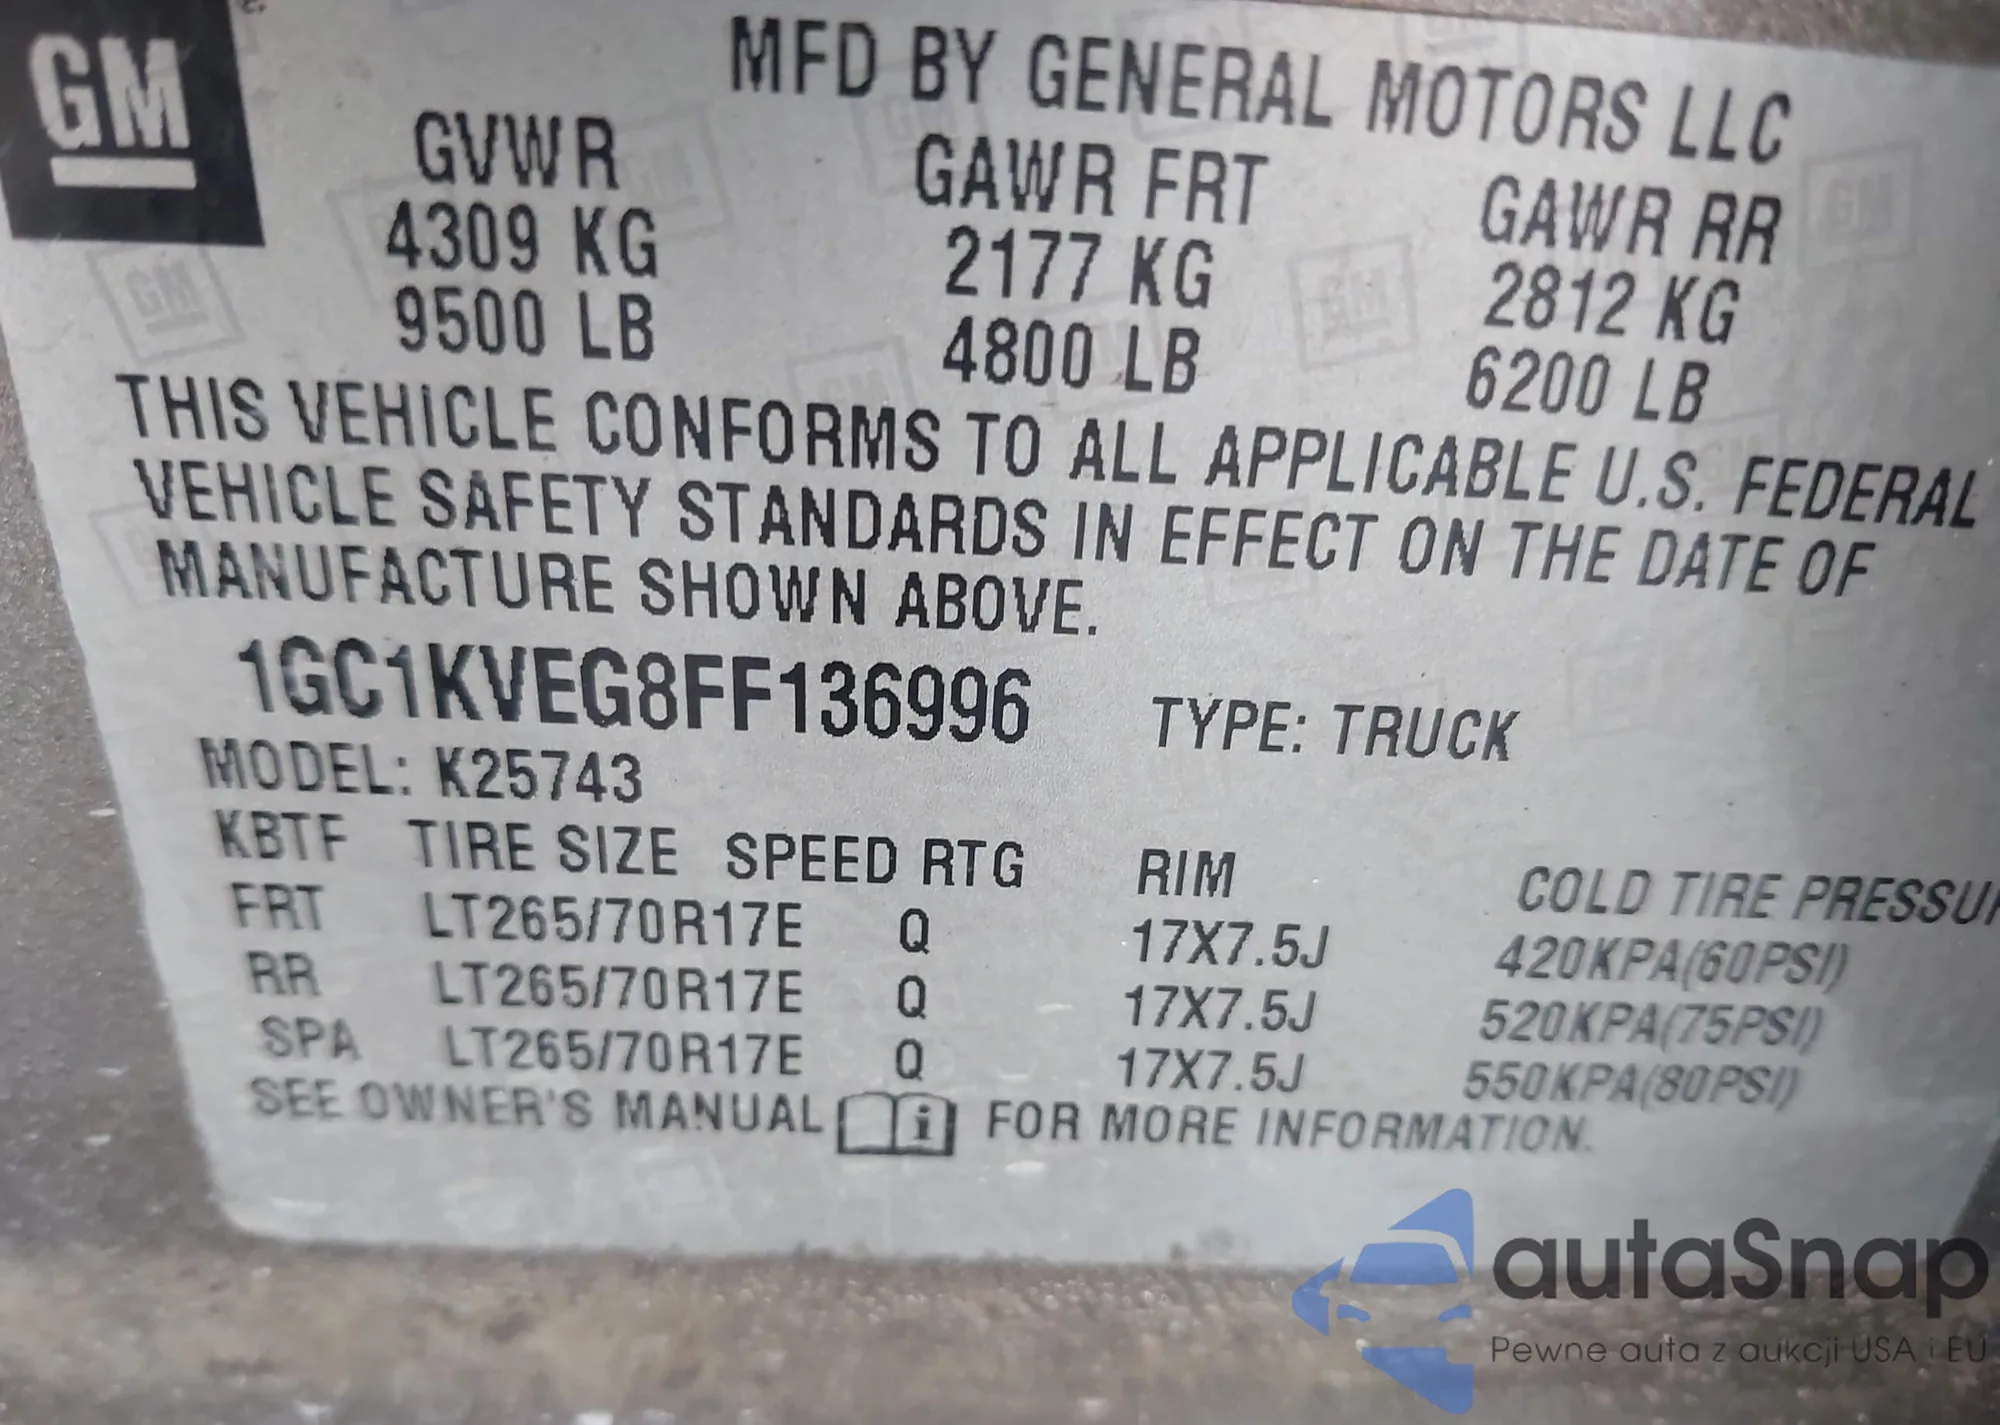 GM
MFD BY GENERAL MOTORS LLC
GVWR GAWR FRT GAWR RR
4309 KG 2177 KG 2812 KG
9500 LB 4800 LB 6200 LB
THIS VEHICLE CONFORMS TO ALL APPLICABLE U.S. FEDERAL
VEHICLE SAFETY STANDARDS IN EFFECT ON THE DATE OF
MANUFACTURE SHOWN ABOVE.
1GC1KVEG8FF136996 TYPE: TRUCK
MODEL: K25743
KBTF TIRE SIZE SPEED RTG RIM COLD TIRE PRESSUR
FRT LT265/70R17E Q 17X7.5J 420KPA(60PSI)
RR LT265/70R17E Q 17X7.5J 520KPA(75PSI)
SPA LT265/70R17E Q 17X7.5J 550KPA(80PSI)
SEE OWNER'S MANUAL i FOR MORE INFORMATION.
autaSnap
Pewne auta z aukcji USA i EU